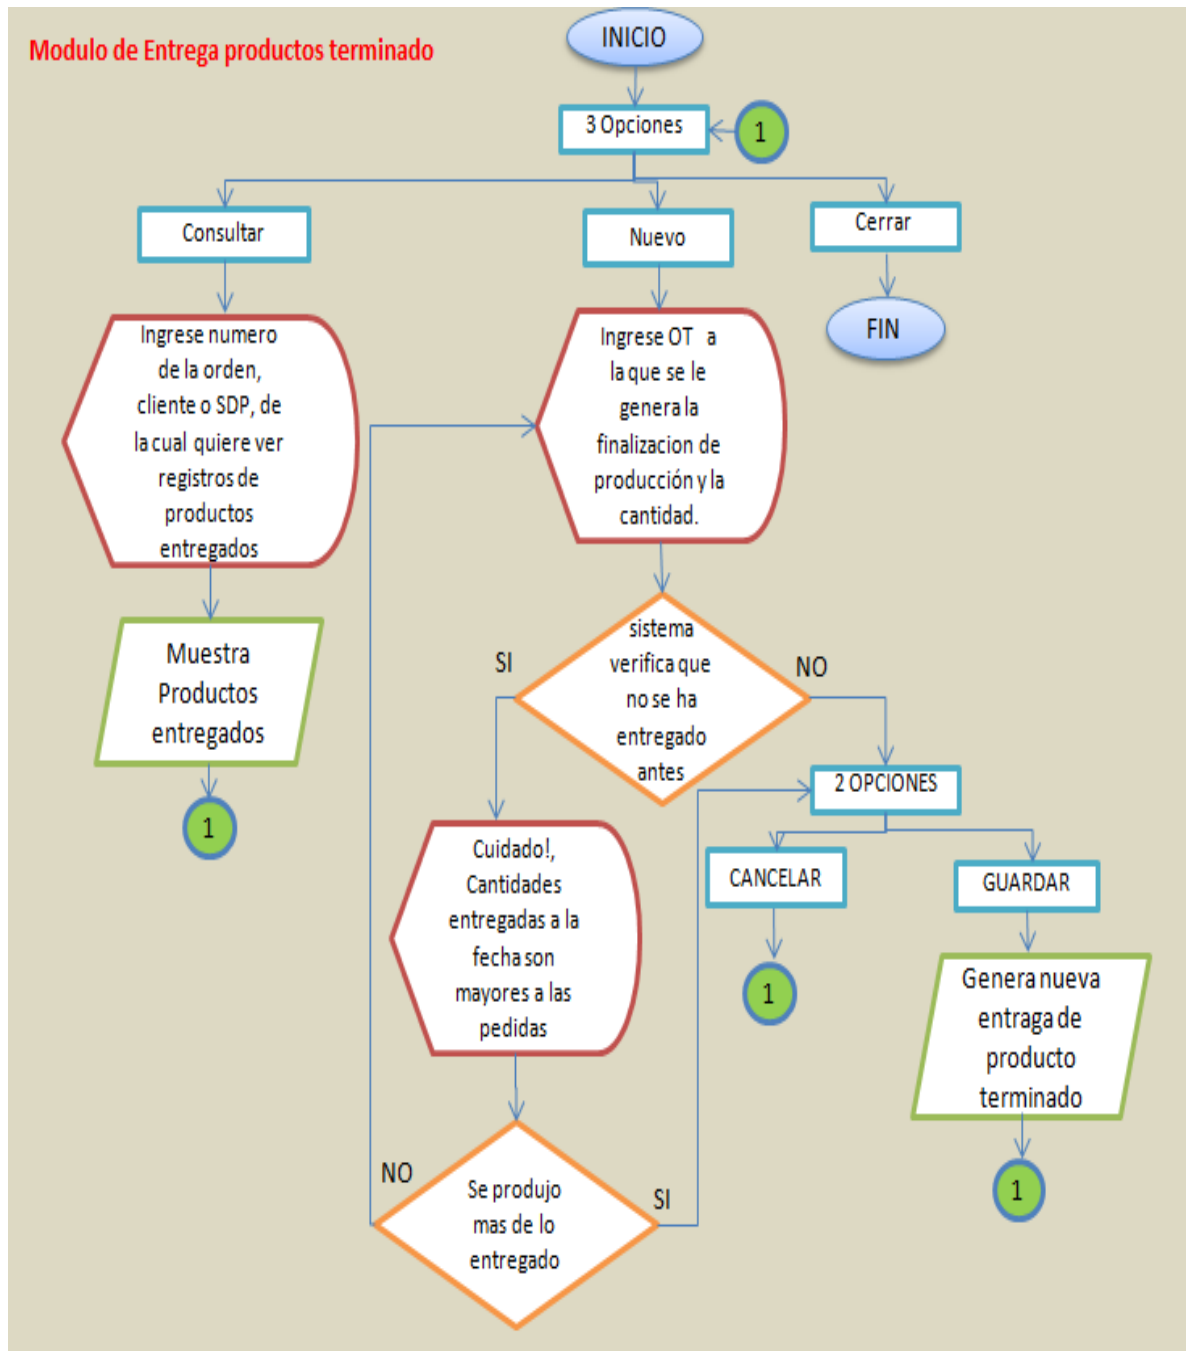 Modulo de Entrega productos terminado
INICIO
3 Opciones
1
Consultar
Nuevo
Cerrar
FIN
Ingrese numero
de la orden,
cliente o SDP, de
la cual quiere ver
registros de
productos
entregados
Ingrese OT a
la que se le
genera la
finalizacion de
producción y la
cantidad.
Muestra
Productos
entregados
1
SI
sistema
verifica que
no se ha
entregado
antes
NO
2 OPCIONES
CANCELAR
GUARDAR
1
Genera nueva
entraga de
producto
terminado
1
Cuidado!,
Cantidades
entregadas a la
fecha son
mayores a las
pedidas
NO
Se produjo
mas de lo
entregado
SI